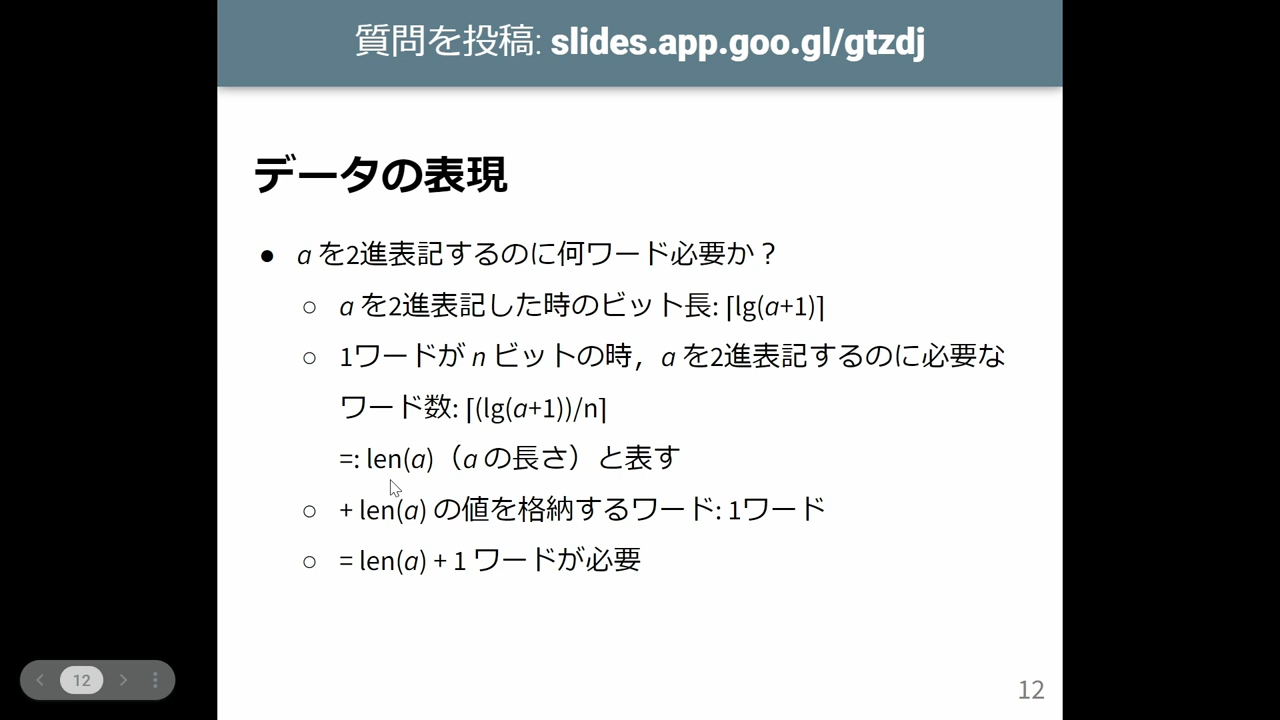 質問を投稿: slides.app.goo.gl/gtzdj
データの表現
● a を2進表記するのに何ワード必要か？
○ a を2進表記した時のビット長: ⌈lg(a+1)⌉
○ 1ワードが n ビットの時，a を2進表記するのに必要な
ワード数: ⌈(lg(a+1))/n⌉
=: len(a)（a の長さ）と表す
○ + len(a) の値を格納するワード: 1ワード
○ = len(a) + 1 ワードが必要
12
12